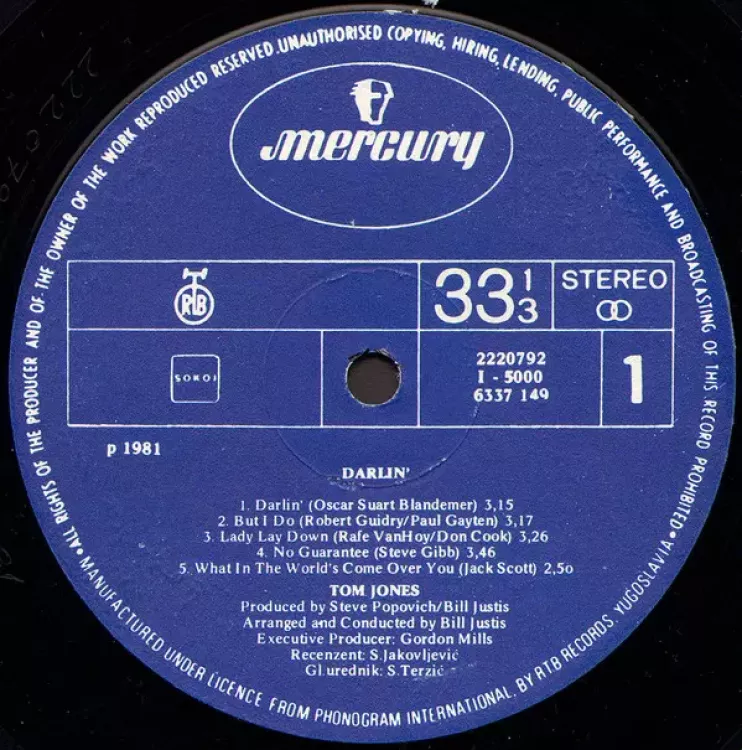 • ALL RIGHTS OF THE PRODUCER AND OF THE OWNER OF THE WORK REPRODUCED RESERVED. UNAUTHORISED COPYING, HIRING, LENDING, PUBLIC PERFORMANCE AND BROADCASTING OF THIS RECORD PROHIBITED •
mercury
RTB
33 1/3
STEREO
SOKOJ
2220792
I - 5000
6337 149
1
p 1981
DARLIN'
1. Darlin' (Oscar Suart Blandemer) 3,15
2. But I Do (Robert Guidry/Paul Gayten) 3,17
3. Lady Lay Down (Rafe VanHoy/Don Cook) 3,26
4. No Guarantee (Steve Gibb) 3,46
5. What In The World's Come Over You (Jack Scott) 2,50
TOM JONES
Produced by Steve Popovich/Bill Justis
Arranged and Conducted by Bill Justis
Executive Producer: Gordon Mills
Recenzent: S.Jakovljević
Gl.urednik: S.Terzić
MANUFACTURED UNDER LICENCE FROM PHONOGRAM INTERNATIONAL, BY RTB RECORDS, YUGOSLAVIA